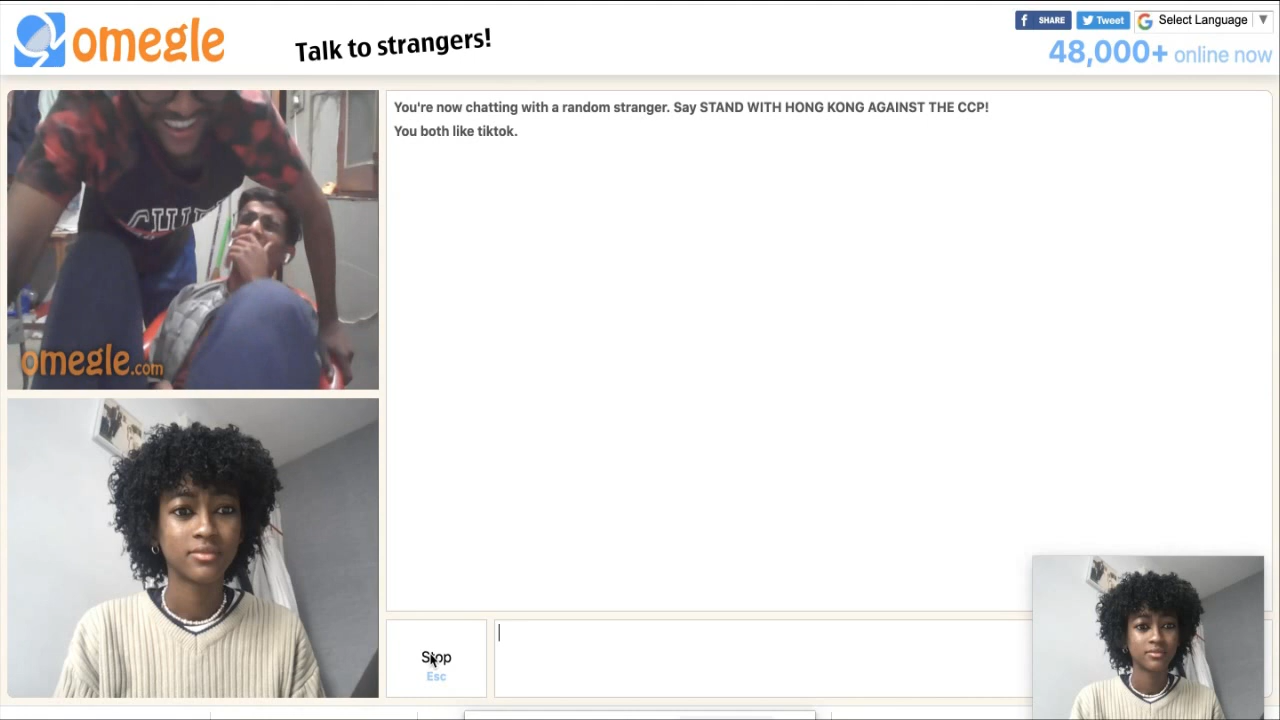 omegle
Talk to strangers!
f SHARE
Tweet
G Select Language ▼
48,000+ online now
You're now chatting with a random stranger. Say STAND WITH HONG KONG AGAINST THE CCP!
You both like tiktok.
omegle.com
Stop
Esc